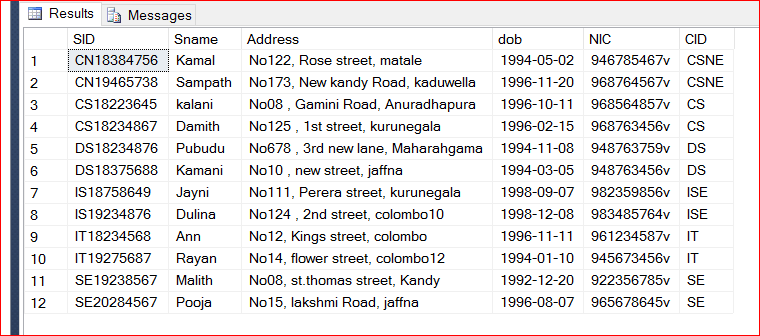 Results Messages
SID Sname Address dob NIC CID
1 CN18384756 Kamal No122, Rose street, matale 1994-05-02 946785467v CSNE
2 CN19465738 Sampath No173, New kandy Road, kaduwella 1996-11-20 968764567v CSNE
3 CS18223645 kalani No08 , Gamini Road, Anuradhapura 1996-10-11 968564857v CS
4 CS18234867 Damith No125 , 1st street, kurunegala 1996-02-15 968763456v CS
5 DS18234876 Pubudu No678 , 3rd new lane, Maharahgama 1994-11-08 948763759v DS
6 DS18375688 Kamani No10 , new street, jaffna 1994-03-05 948763456v DS
7 IS18758649 Jayni No111, Perera street, kurunegala 1998-09-07 982359856v ISE
8 IS19234876 Dulina No124 , 2nd street, colombo10 1998-12-08 983485764v ISE
9 IT18234568 Ann No12, Kings street, colombo 1996-11-11 961234587v IT
10 IT19275687 Rayan No14, flower street, colombo12 1994-01-10 945673456v IT
11 SE19238567 Malith No08, st.thomas street, Kandy 1992-12-20 922356785v SE
12 SE20284567 Pooja No15, lakshmi Road, jaffna 1996-08-07 965678645v SE